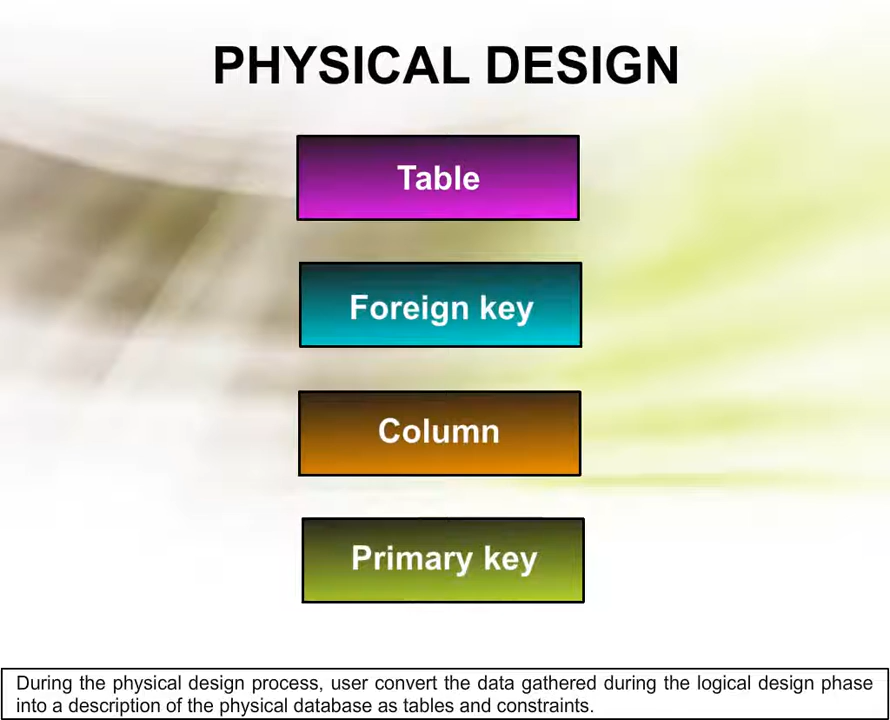 PHYSICAL DESIGN
Table
Foreign key
Column
Primary key
During the physical design process, user convert the data gathered during the logical design phase
into a description of the physical database as tables and constraints.